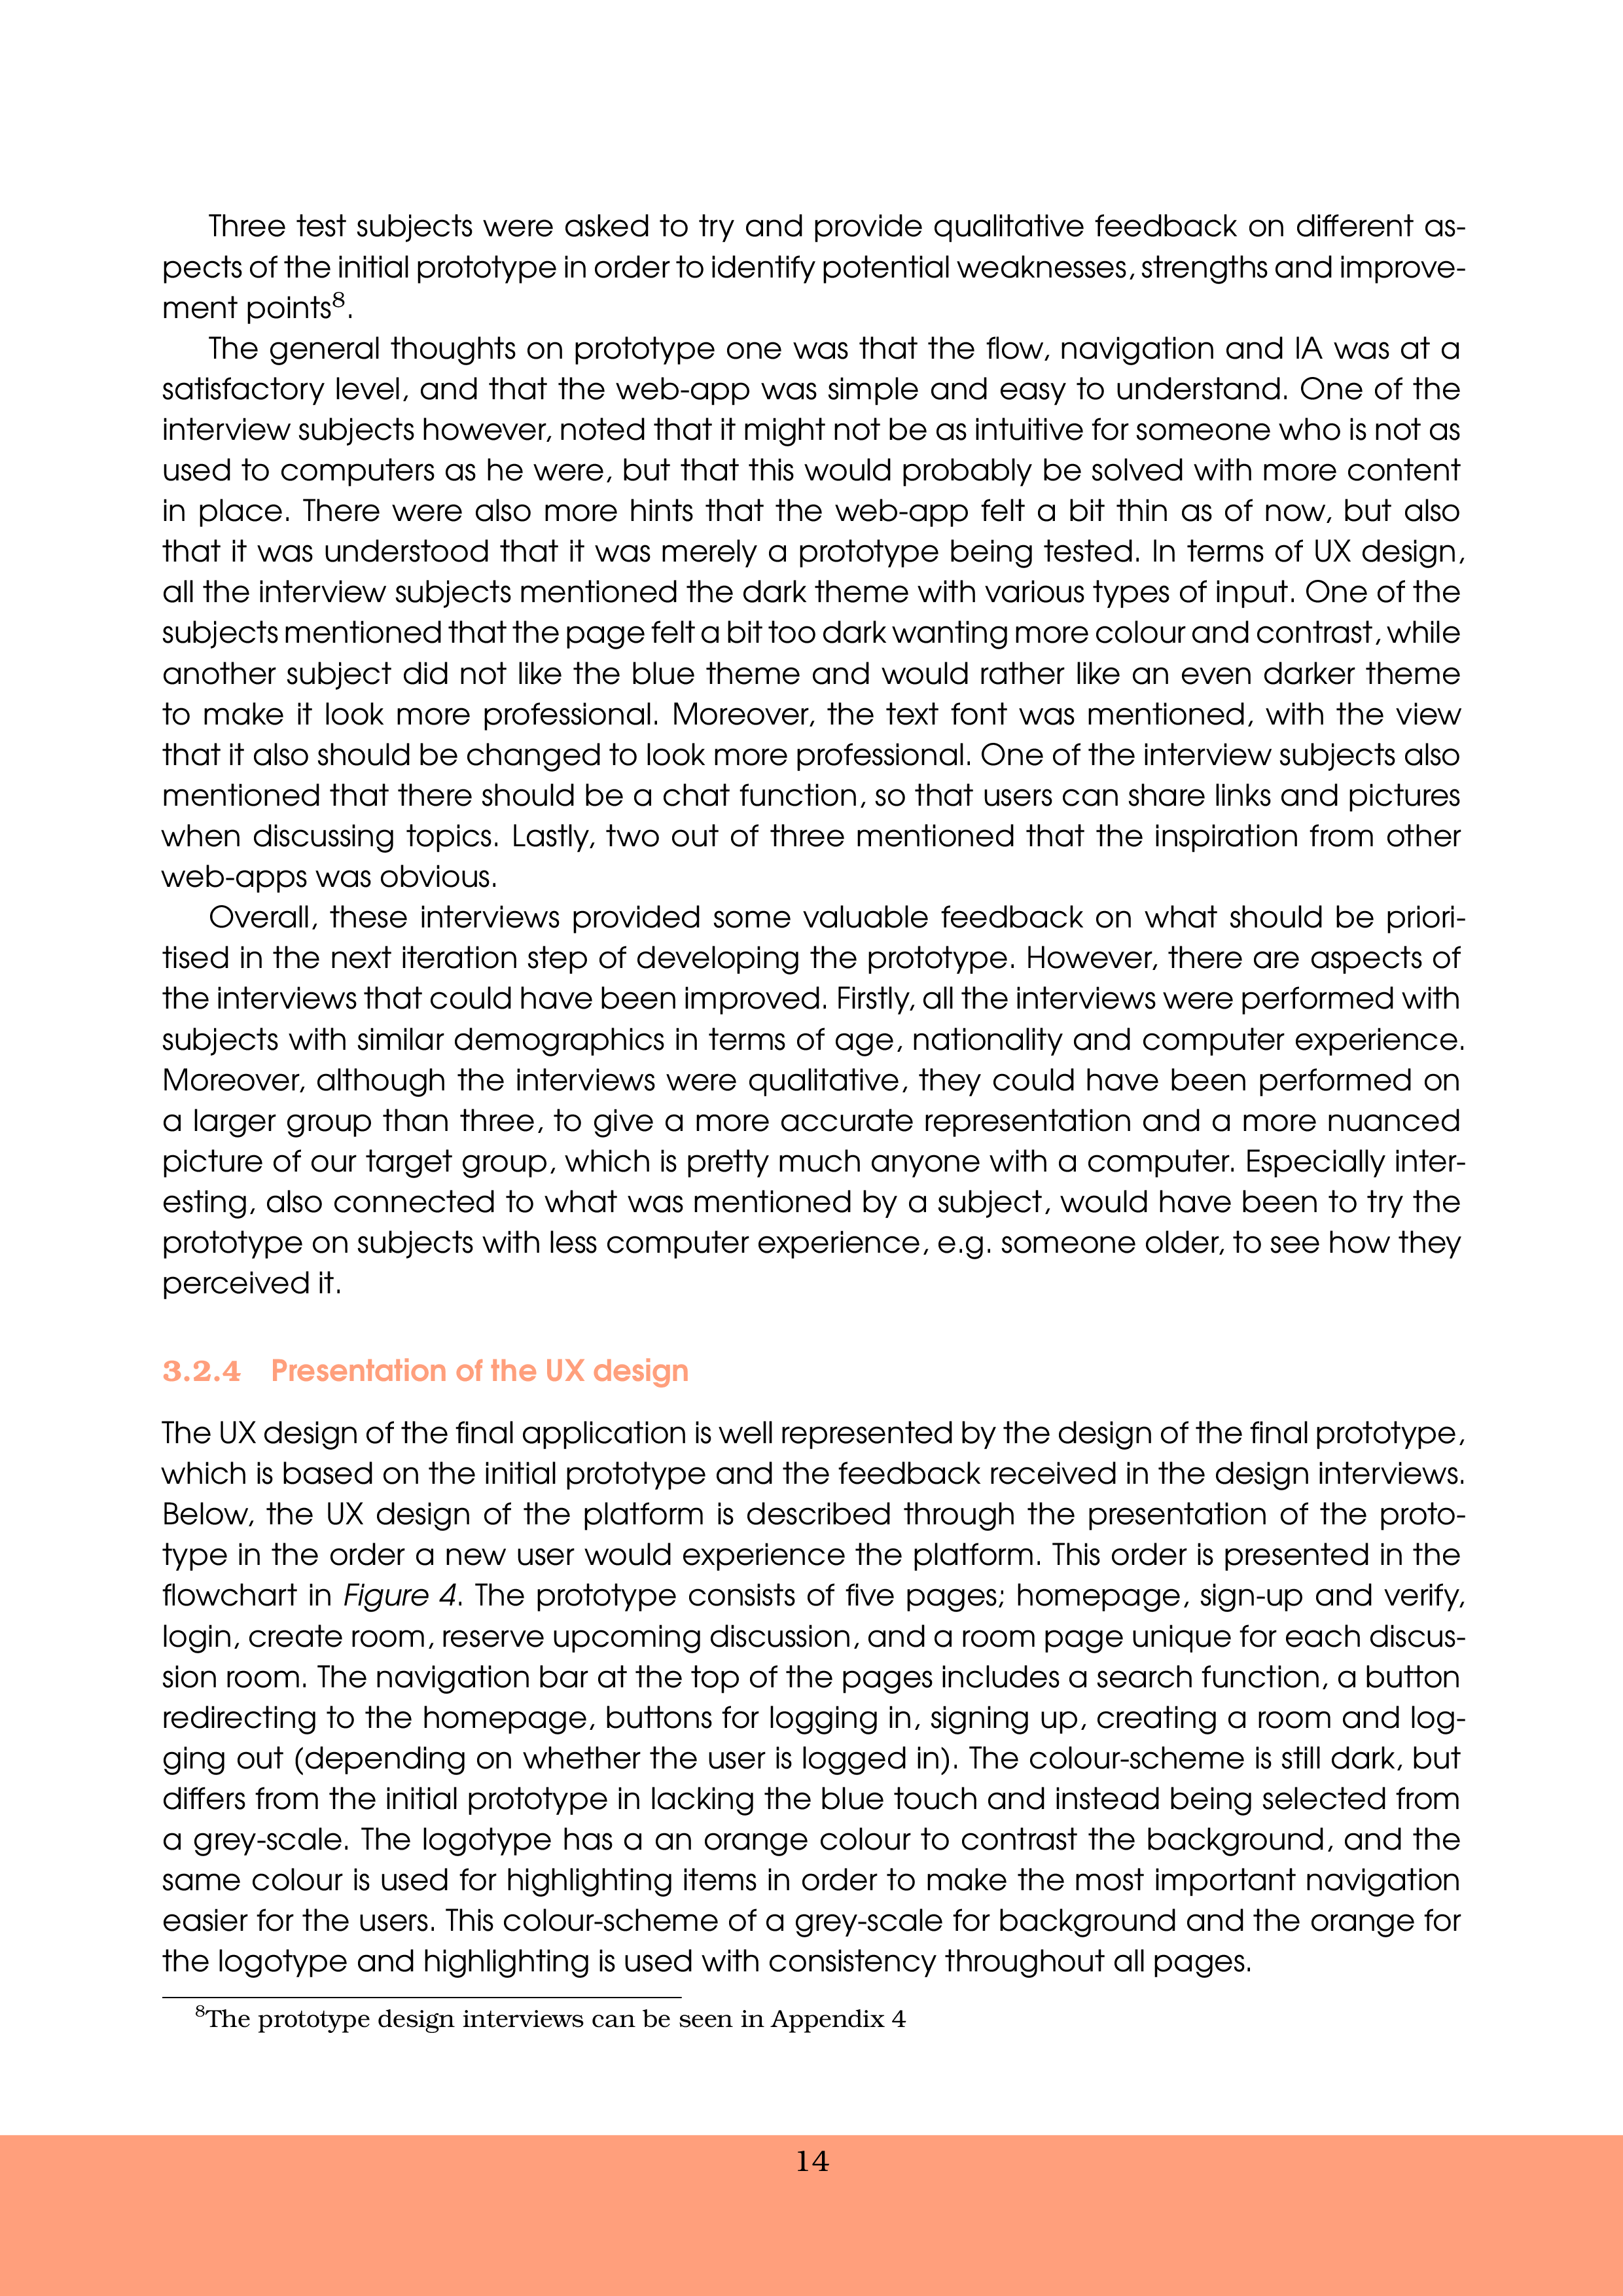 Three test subjects were asked to try and provide qualitative feedback on different as-
pects of the initial prototype in order to identify potential weaknesses, strengths and improve-
ment points⁸.
The general thoughts on prototype one was that the flow, navigation and IA was at a
satisfactory level, and that the web-app was simple and easy to understand. One of the
interview subjects however, noted that it might not be as intuitive for someone who is not as
used to computers as he were, but that this would probably be solved with more content
in place. There were also more hints that the web-app felt a bit thin as of now, but also
that it was understood that it was merely a prototype being tested. In terms of UX design,
all the interview subjects mentioned the dark theme with various types of input. One of the
subjects mentioned that the page felt a bit too dark wanting more colour and contrast, while
another subject did not like the blue theme and would rather like an even darker theme
to make it look more professional. Moreover, the text font was mentioned, with the view
that it also should be changed to look more professional. One of the interview subjects also
mentioned that there should be a chat function, so that users can share links and pictures
when discussing topics. Lastly, two out of three mentioned that the inspiration from other
web-apps was obvious.
Overall, these interviews provided some valuable feedback on what should be priori-
tised in the next iteration step of developing the prototype. However, there are aspects of
the interviews that could have been improved. Firstly, all the interviews were performed with
subjects with similar demographics in terms of age, nationality and computer experience.
Moreover, although the interviews were qualitative, they could have been performed on
a larger group than three, to give a more accurate representation and a more nuanced
picture of our target group, which is pretty much anyone with a computer. Especially inter-
esting, also connected to what was mentioned by a subject, would have been to try the
prototype on subjects with less computer experience, e.g. someone older, to see how they
perceived it.
3.2.4 Presentation of the UX design
The UX design of the final application is well represented by the design of the final prototype,
which is based on the initial prototype and the feedback received in the design interviews.
Below, the UX design of the platform is described through the presentation of the proto-
type in the order a new user would experience the platform. This order is presented in the
flowchart in Figure 4. The prototype consists of five pages; homepage, sign-up and verify,
login, create room, reserve upcoming discussion, and a room page unique for each discus-
sion room. The navigation bar at the top of the pages includes a search function, a button
redirecting to the homepage, buttons for logging in, signing up, creating a room and log-
ging out (depending on whether the user is logged in). The colour-scheme is still dark, but
differs from the initial prototype in lacking the blue touch and instead being selected from
a grey-scale. The logotype has a an orange colour to contrast the background, and the
same colour is used for highlighting items in order to make the most important navigation
easier for the users. This colour-scheme of a grey-scale for background and the orange for
the logotype and highlighting is used with consistency throughout all pages.
⁸The prototype design interviews can be seen in Appendix 4
14